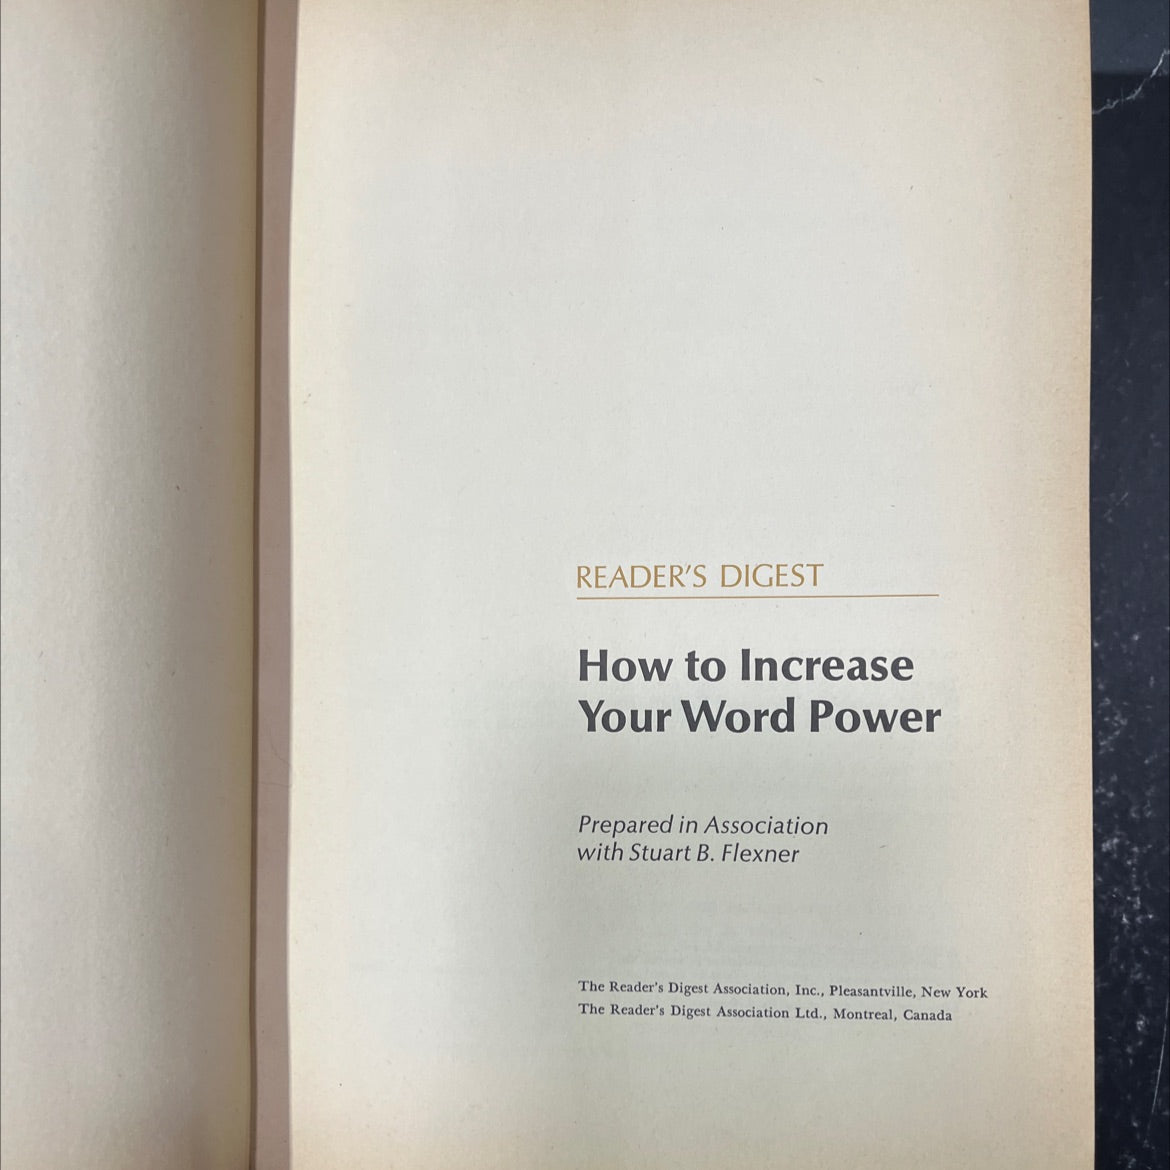 READER'S DIGEST
How to Increase
Your Word Power
Prepared in Association
with Stuart B. Flexner
The Reader's Digest Association, Inc., Pleasantville, New York
The Reader's Digest Association Ltd., Montreal, Canada